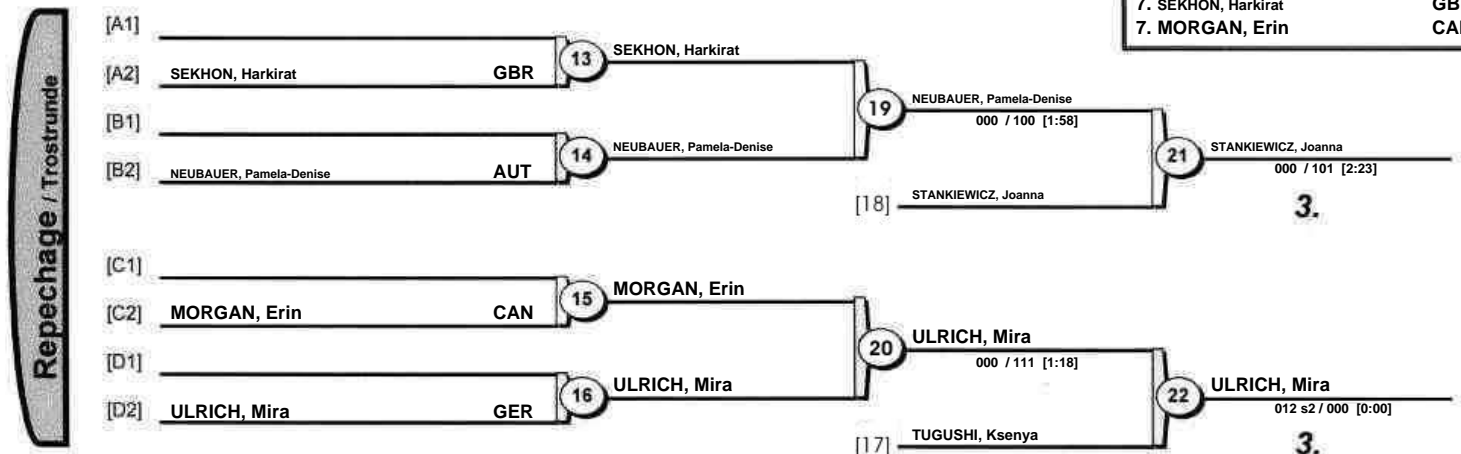 Repechage / Trostrunde
7. SEKHON, Harkirat GB
7. MORGAN, Erin CA
[A1]
[A2] SEKHON, Harkirat GBR
13 SEKHON, Harkirat
[B1]
[B2] NEUBAUER, Pamela-Denise AUT
14 NEUBAUER, Pamela-Denise
19 NEUBAUER, Pamela-Denise
000 / 100 [1:58]
[18] STANKIEWICZ, Joanna
21 STANKIEWICZ, Joanna
000 / 101 [2:23]
3.
[C1]
[C2] MORGAN, Erin CAN
15 MORGAN, Erin
[D1]
[D2] ULRICH, Mira GER
16 ULRICH, Mira
20 ULRICH, Mira
000 / 111 [1:18]
[17] TUGUSHI, Ksenya
22 ULRICH, Mira
012 s2 / 000 [0:00]
3.